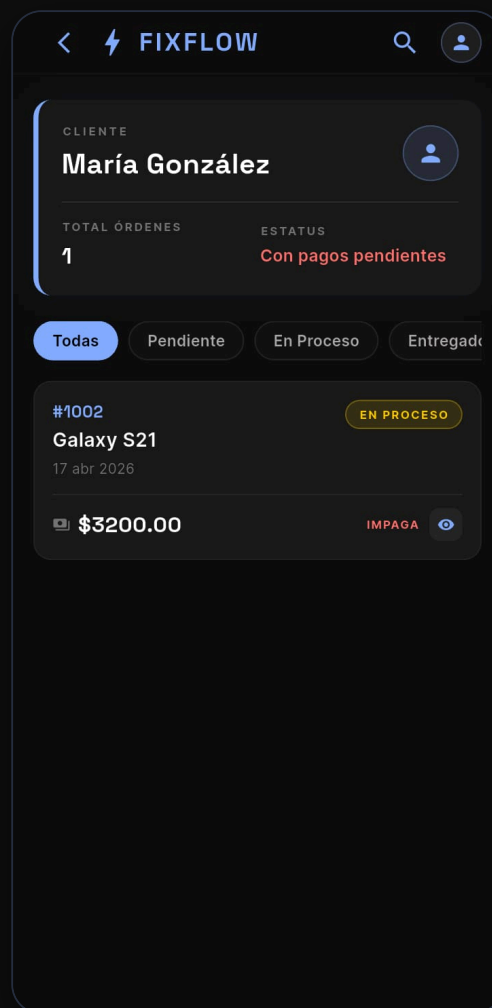 FIXFLOW
CLIENTE
María González
TOTAL ÓRDENES
1
ESTATUS
Con pagos pendientes
Todas
Pendiente
En Proceso
Entregado
#1002
EN PROCESO
Galaxy S21
17 abr 2026
$3200.00
IMPAGA